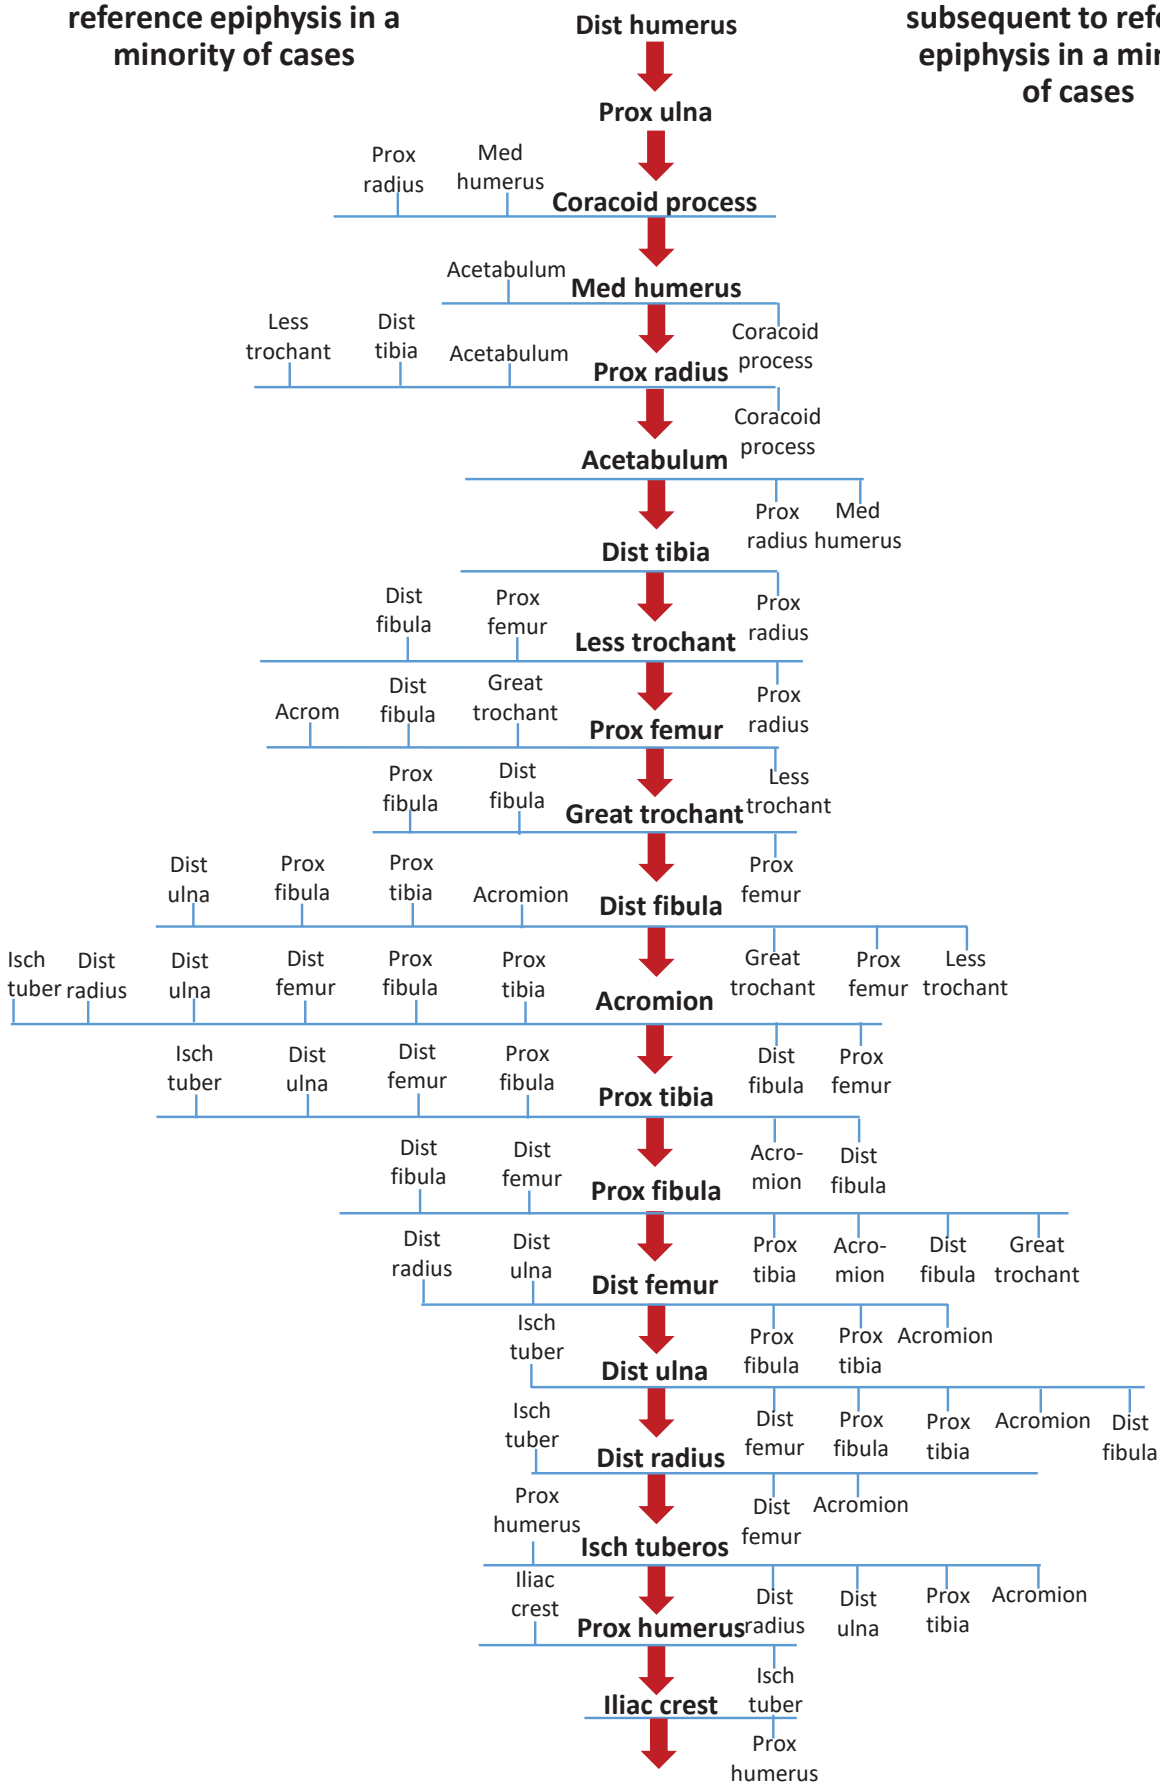 reference epiphysis in a
minority of cases
subsequent to refe
epiphysis in a min
of cases
Dist humerus
Prox ulna
Prox
radius
Med
humerus
Coracoid process
Acetabulum
Med humerus
Coracoid
process
Less
trochant
Dist
tibia
Acetabulum
Prox radius
Coracoid
process
Acetabulum
Prox
radius
Med
humerus
Dist tibia
Prox
radius
Dist
fibula
Prox
femur
Less trochant
Prox
radius
Acrom
Dist
fibula
Great
trochant
Prox femur
Less
trochant
Prox
fibula
Dist
fibula
Great trochant
Prox
femur
Dist
ulna
Prox
fibula
Prox
tibia
Acromion
Dist fibula
Great
trochant
Prox
femur
Less
trochant
Isch
tuber
Dist
radius
Dist
ulna
Dist
femur
Prox
fibula
Prox
tibia
Acromion
Dist
fibula
Prox
femur
Isch
tuber
Dist
ulna
Dist
femur
Prox
fibula
Prox tibia
Acro-
mion
Dist
fibula
Dist
fibula
Dist
femur
Prox fibula
Prox
tibia
Acro-
mion
Dist
fibula
Great
trochant
Dist
radius
Dist
ulna
Dist femur
Prox
fibula
Prox
tibia
Acromion
Isch
tuber
Dist ulna
Dist
femur
Prox
fibula
Prox
tibia
Acromion
Dist
fibula
Isch
tuber
Dist radius
Dist
femur
Acromion
Prox
humerus
Isch tuberos
Dist
radius
Dist
ulna
Prox
tibia
Acromion
Iliac
crest
Prox humerus
Isch
tuber
Iliac crest
Prox
humerus